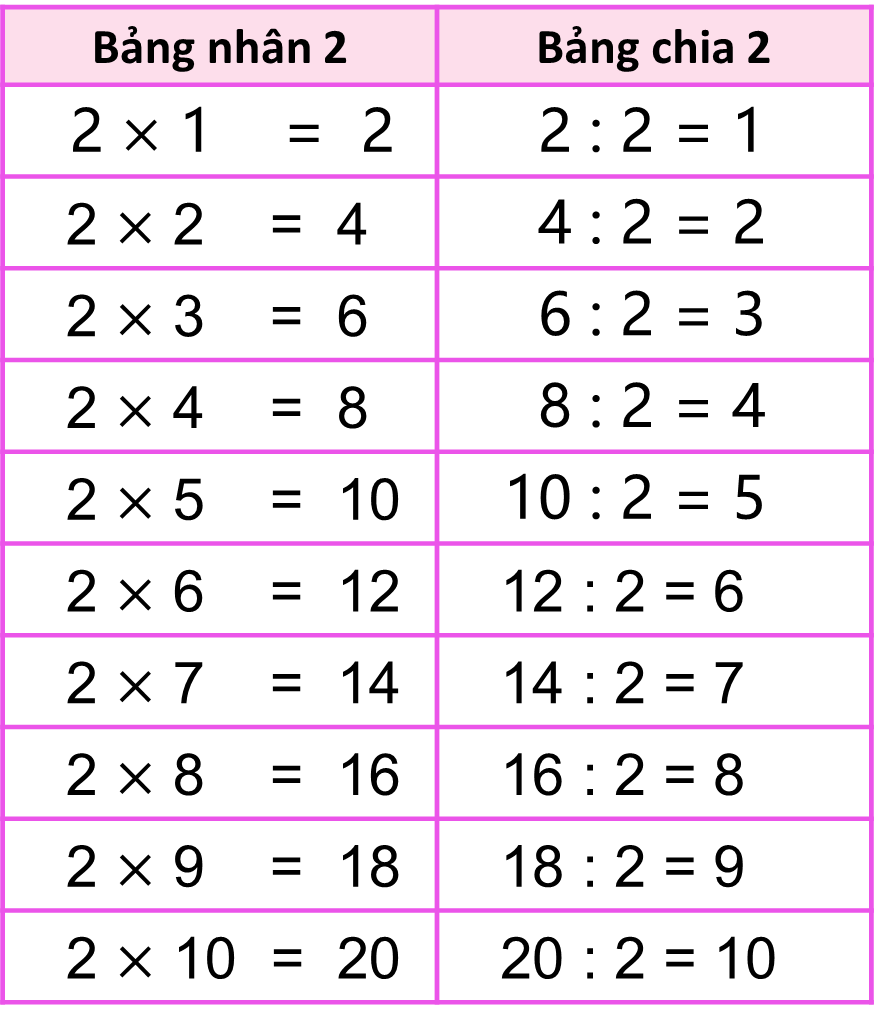 Bảng nhân 2 Bảng chia 2
2 × 1 = 2 2 : 2 = 1
2 × 2 = 4 4 : 2 = 2
2 × 3 = 6 6 : 2 = 3
2 × 4 = 8 8 : 2 = 4
2 × 5 = 10 10 : 2 = 5
2 × 6 = 12 12 : 2 = 6
2 × 7 = 14 14 : 2 = 7
2 × 8 = 16 16 : 2 = 8
2 × 9 = 18 18 : 2 = 9
2 × 10 = 20 20 : 2 = 10